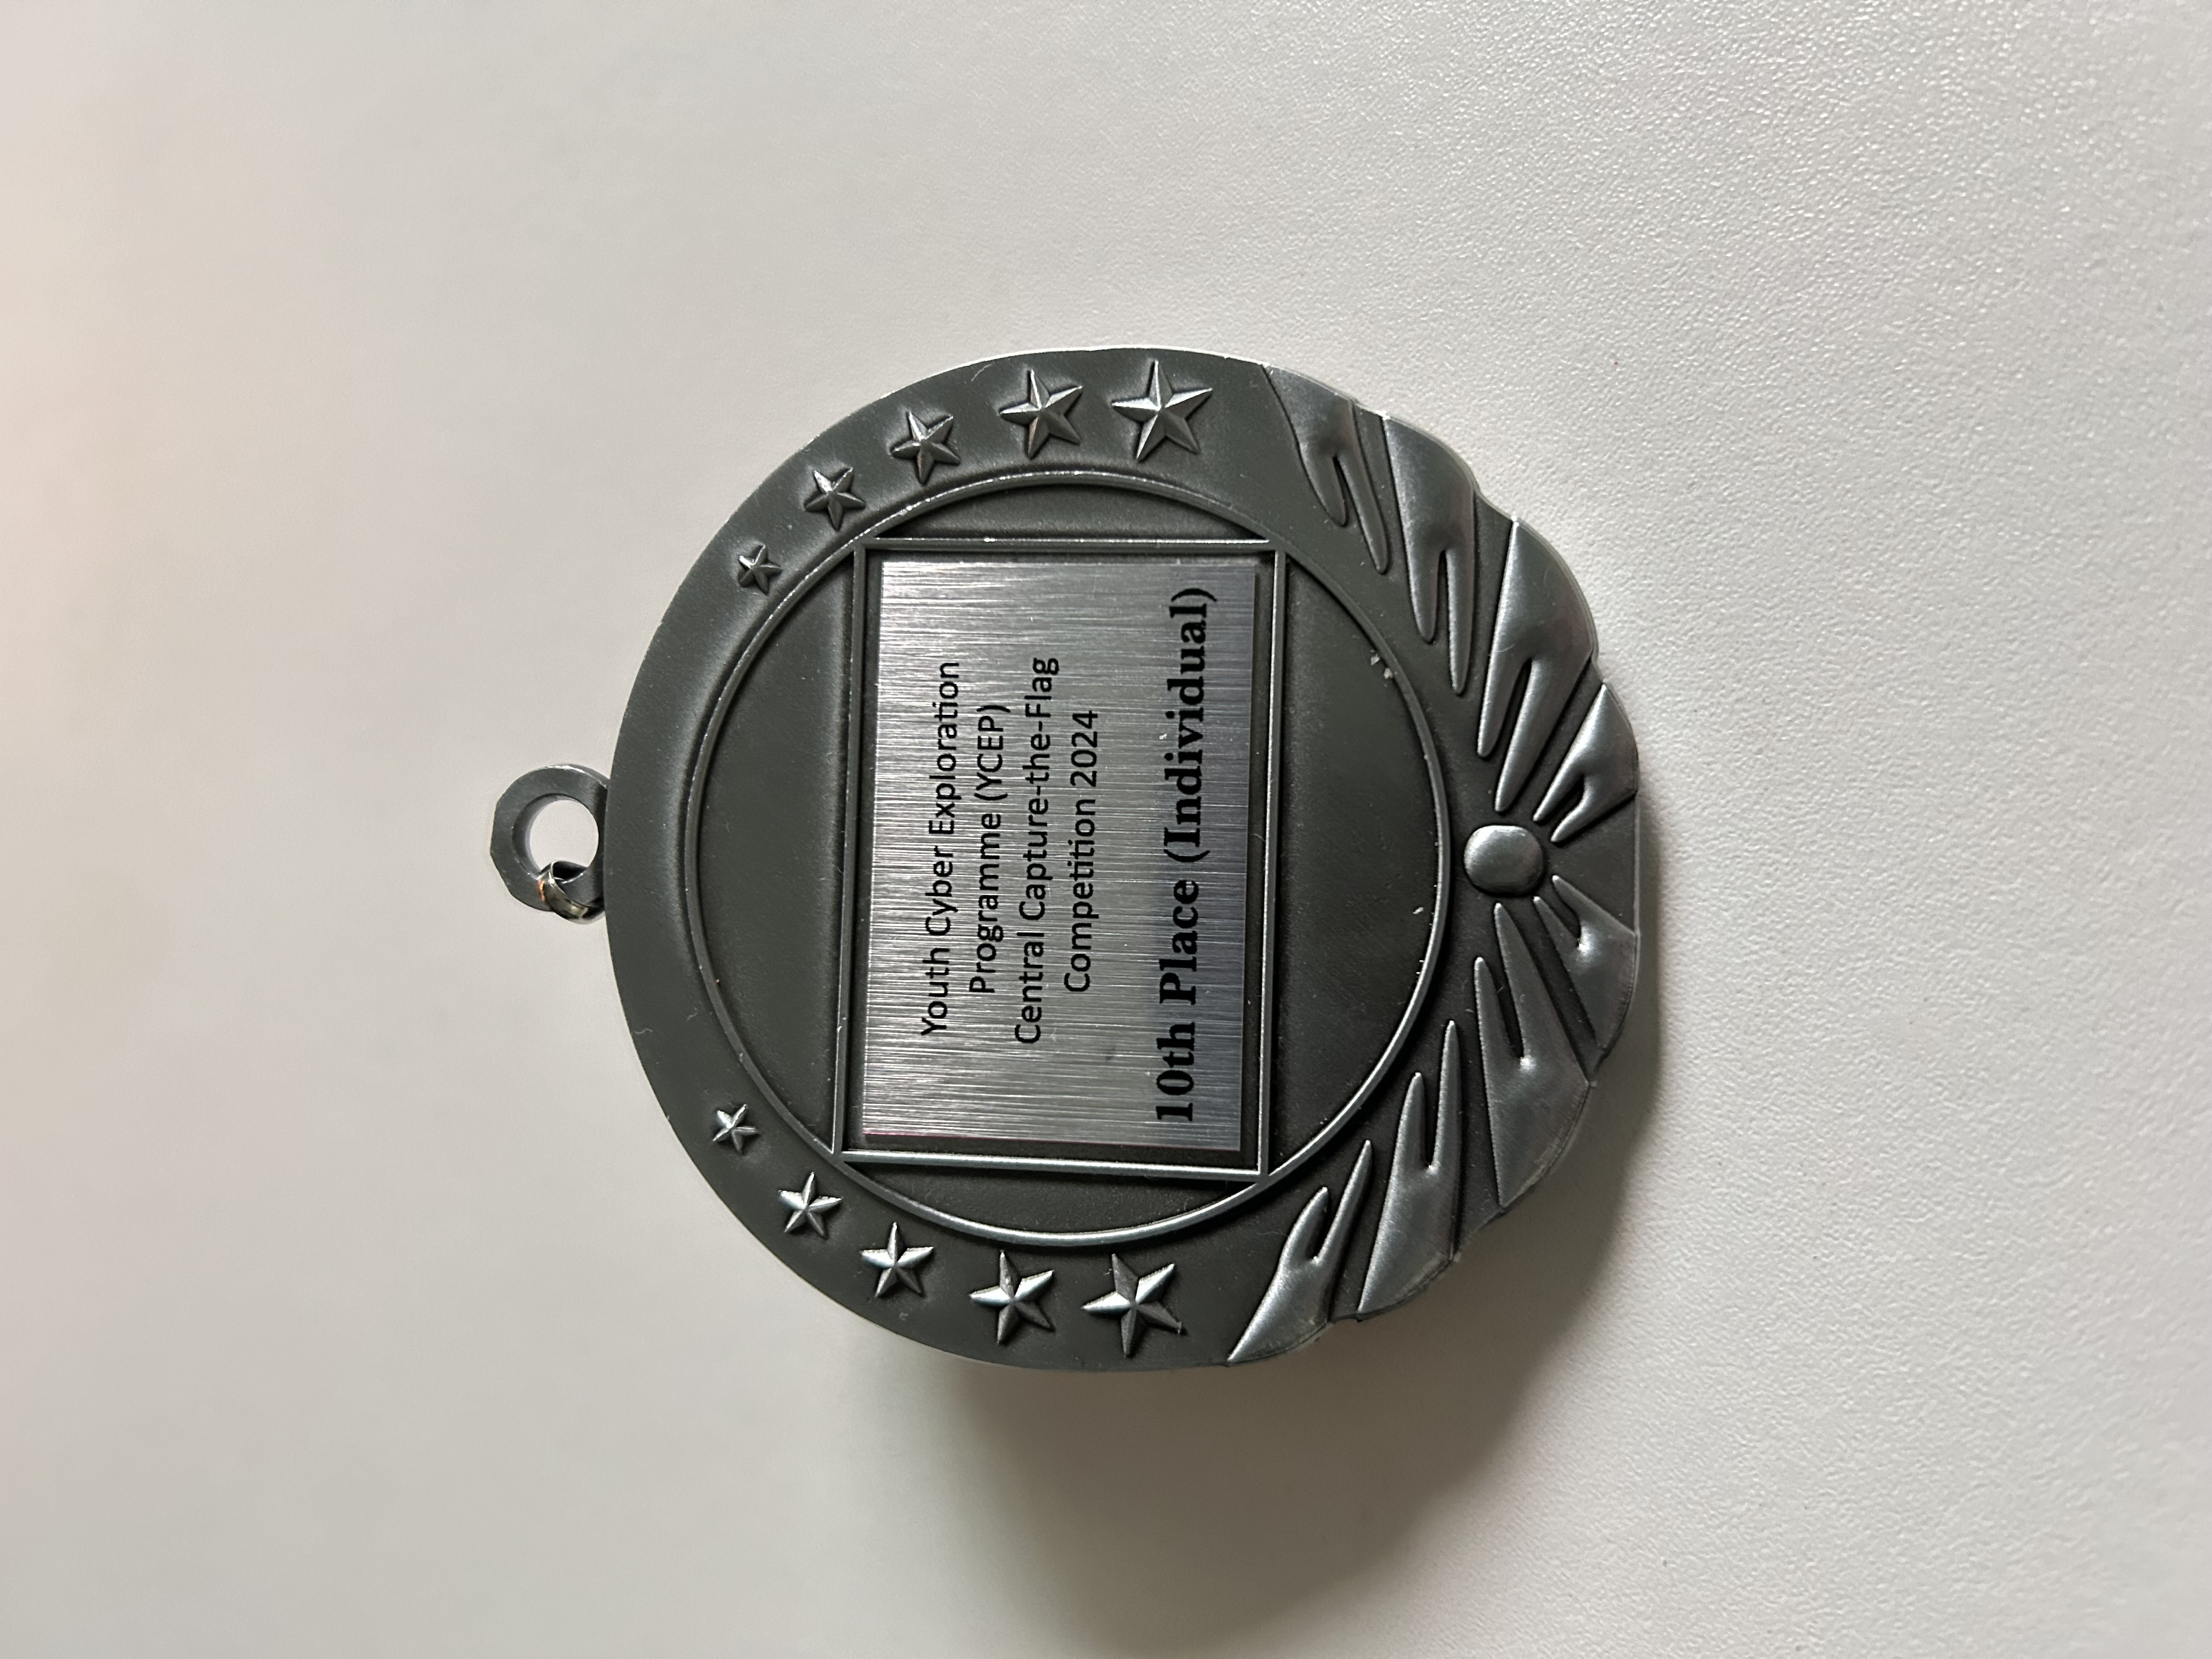 Youth Cyber Exploration
Programme (YCEP)
Central Capture-the-Flag
Competition 2024
10th Place (Individual)